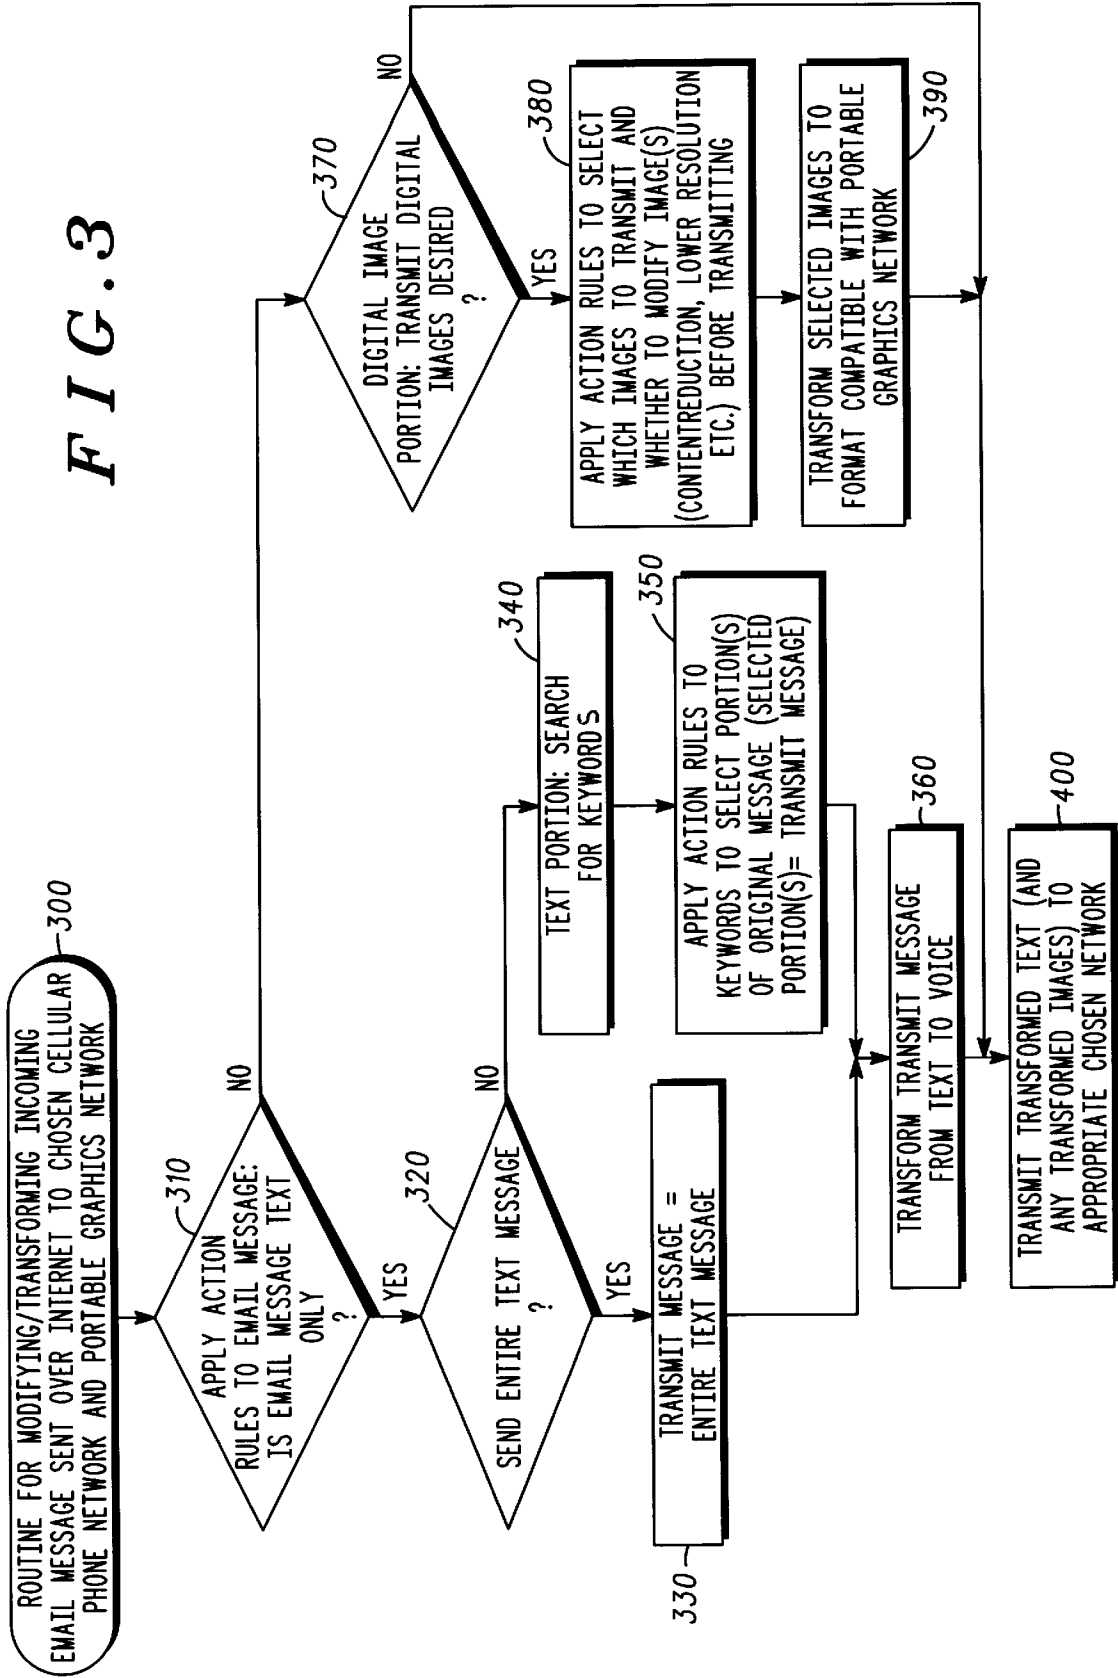 FIG.3
ROUTINE FOR MODIFYING/TRANSFORMING INCOMING
EMAIL MESSAGE SENT OVER INTERNET TO CHOSEN CELLULAR
PHONE NETWORK AND PORTABLE GRAPHICS NETWORK
300
APPLY ACTION
RULES TO EMAIL MESSAGE:
IS EMAIL MESSAGE TEXT
ONLY
?
310
NO
YES
SEND ENTIRE TEXT MESSAGE
?
320
NO
YES
TRANSMIT MESSAGE =
ENTIRE TEXT MESSAGE
330
TEXT PORTION: SEARCH
FOR KEYWORDS
340
APPLY ACTION RULES TO
KEYWORDS TO SELECT PORTION(S)
OF ORIGINAL MESSAGE (SELECTED
PORTION(S)= TRANSMIT MESSAGE)
350
TRANSFORM TRANSMIT MESSAGE
FROM TEXT TO VOICE
360
DIGITAL IMAGE
PORTION: TRANSMIT DIGITAL
IMAGES DESIRED
?
370
NO
YES
APPLY ACTION RULES TO SELECT
WHICH IMAGES TO TRANSMIT AND
WHETHER TO MODIFY IMAGE(S)
(CONTENTREDUCTION, LOWER RESOLUTION
ETC.) BEFORE TRANSMITTING
380
TRANSFORM SELECTED IMAGES TO
FORMAT COMPATIBLE WITH PORTABLE
GRAPHICS NETWORK
390
TRANSMIT TRANSFORMED TEXT (AND
ANY TRANSFORMED IMAGES) TO
APPROPRIATE CHOSEN NETWORK
400